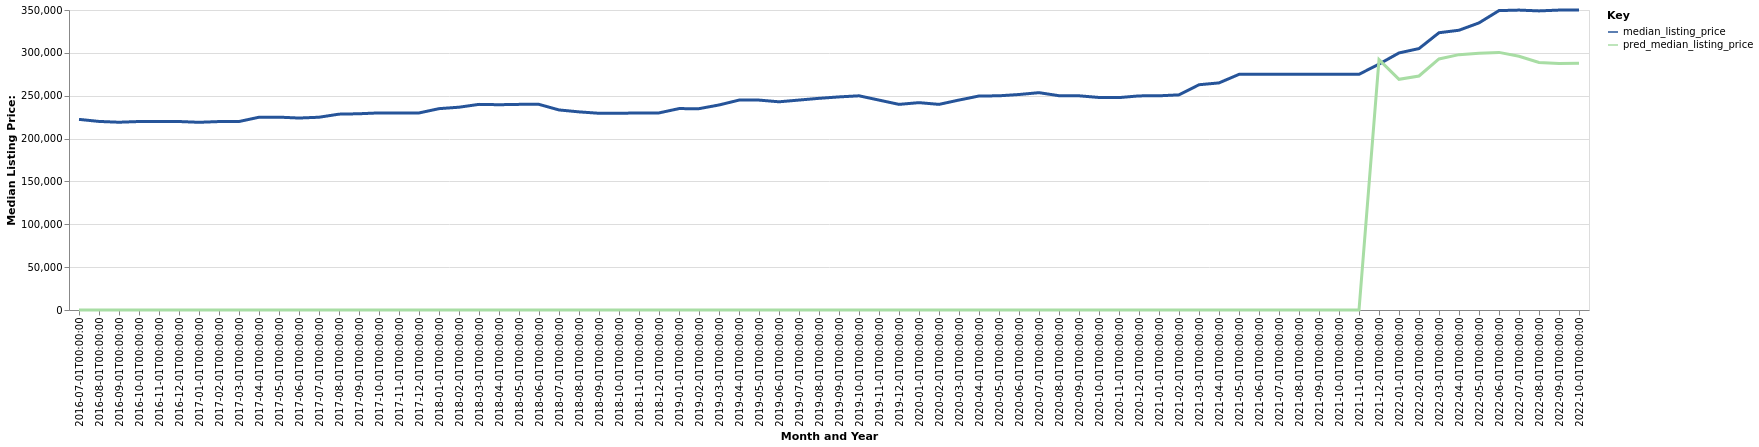 Median Listing Price:
350,000
300,000
250,000
200,000
150,000
100,000
50,000
0
2016-07-01T00:00:00
2016-08-01T00:00:00
2016-09-01T00:00:00
2016-10-01T00:00:00
2016-11-01T00:00:00
2016-12-01T00:00:00
2017-01-01T00:00:00
2017-02-01T00:00:00
2017-03-01T00:00:00
2017-04-01T00:00:00
2017-05-01T00:00:00
2017-06-01T00:00:00
2017-07-01T00:00:00
2017-08-01T00:00:00
2017-09-01T00:00:00
2017-10-01T00:00:00
2017-11-01T00:00:00
2017-12-01T00:00:00
2018-01-01T00:00:00
2018-02-01T00:00:00
2018-03-01T00:00:00
2018-04-01T00:00:00
2018-05-01T00:00:00
2018-06-01T00:00:00
2018-07-01T00:00:00
2018-08-01T00:00:00
2018-09-01T00:00:00
2018-10-01T00:00:00
2018-11-01T00:00:00
2018-12-01T00:00:00
2019-01-01T00:00:00
2019-02-01T00:00:00
2019-03-01T00:00:00
2019-04-01T00:00:00
2019-05-01T00:00:00
2019-06-01T00:00:00
2019-07-01T00:00:00
2019-08-01T00:00:00
2019-09-01T00:00:00
2019-10-01T00:00:00
2019-11-01T00:00:00
2019-12-01T00:00:00
2020-01-01T00:00:00
2020-02-01T00:00:00
2020-03-01T00:00:00
2020-04-01T00:00:00
2020-05-01T00:00:00
2020-06-01T00:00:00
2020-07-01T00:00:00
2020-08-01T00:00:00
2020-09-01T00:00:00
2020-10-01T00:00:00
2020-11-01T00:00:00
2020-12-01T00:00:00
2021-01-01T00:00:00
2021-02-01T00:00:00
2021-03-01T00:00:00
2021-04-01T00:00:00
2021-05-01T00:00:00
2021-06-01T00:00:00
2021-07-01T00:00:00
2021-08-01T00:00:00
2021-09-01T00:00:00
2021-10-01T00:00:00
2021-11-01T00:00:00
2021-12-01T00:00:00
2022-01-01T00:00:00
2022-02-01T00:00:00
2022-03-01T00:00:00
2022-04-01T00:00:00
2022-05-01T00:00:00
2022-06-01T00:00:00
2022-07-01T00:00:00
2022-08-01T00:00:00
2022-09-01T00:00:00
2022-10-01T00:00:00
Month and Year
Key
median_listing_price
pred_median_listing_price